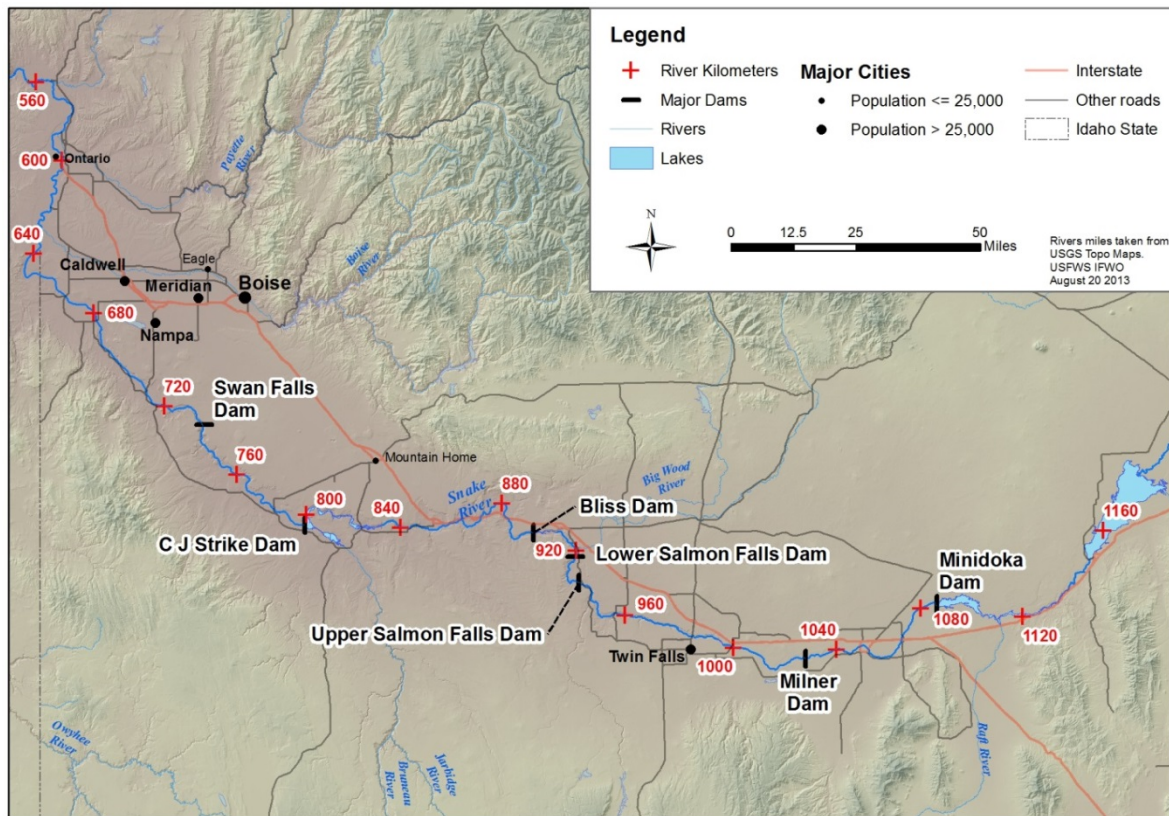 Legend
River Kilometers
Major Dams
Rivers
Lakes
Major Cities
Population <= 25,000
Population > 25,000
Interstate
Other roads
Idaho State
N
0 12.5 25 50
Miles
Rivers miles taken from
USGS Topo Maps.
USFWS IFWO
August 20 2013
560
600
Ontario
Payette
River
640
Caldwell
Eagle
Meridian
Boise
Boise
River
680
Nampa
720
Swan Falls
Dam
760
Mountain Home
800
840
Snake
River
880
Big Wood
River
Bliss Dam
C J Strike Dam
920
Lower Salmon Falls Dam
1160
Minidoka
Dam
960
1080
Upper Salmon Falls Dam
1040
1120
Twin Falls
1000
Milner
Dam
Owyhee
River
Bruneau
River
Jarbidge
River
Raft River